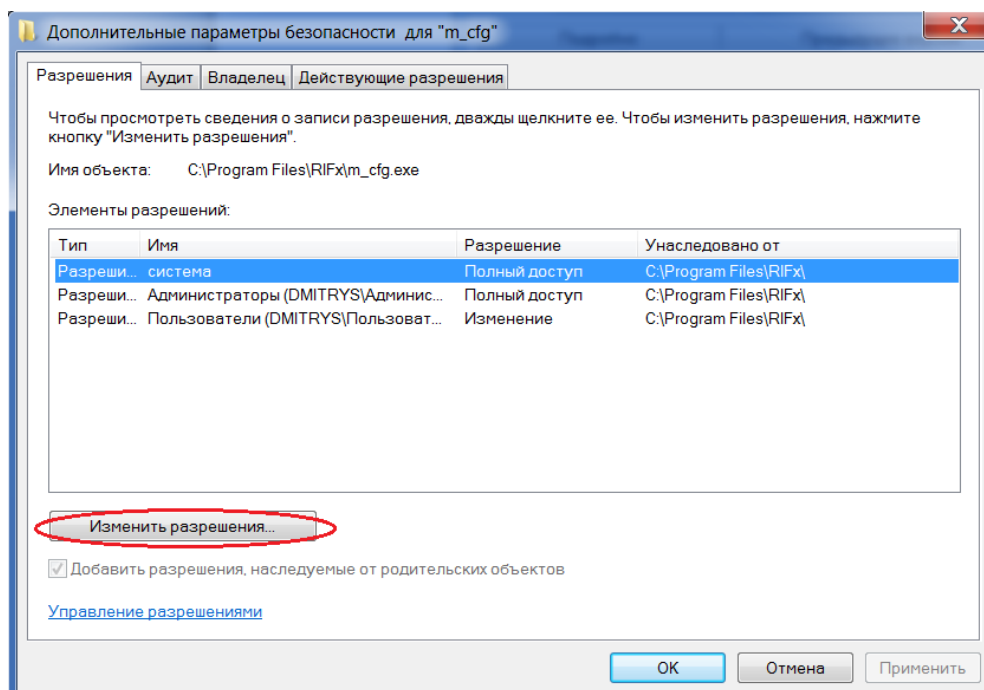 Дополнительные параметры безопасности для "m_cfg"
Разрешения Аудит Владелец Действующие разрешения
Чтобы просмотреть сведения о записи разрешения, дважды щелкните ее. Чтобы изменить разрешения, нажмите
кнопку "Изменить разрешения".
Имя объекта: C:\Program Files\RIFx\m_cfg.exe
Элементы разрешений:
Тип Имя Разрешение Унаследовано от
Разреши... система Полный доступ C:\Program Files\RIFx\
Разреши... Администраторы (DMITRYS\Админис... Полный доступ C:\Program Files\RIFx\
Разреши... Пользователи (DMITRYS\Пользоват... Изменение C:\Program Files\RIFx\
Изменить разрешения...
Добавить разрешения, наследуемые от родительских объектов
Управление разрешениями
OK Отмена Применить